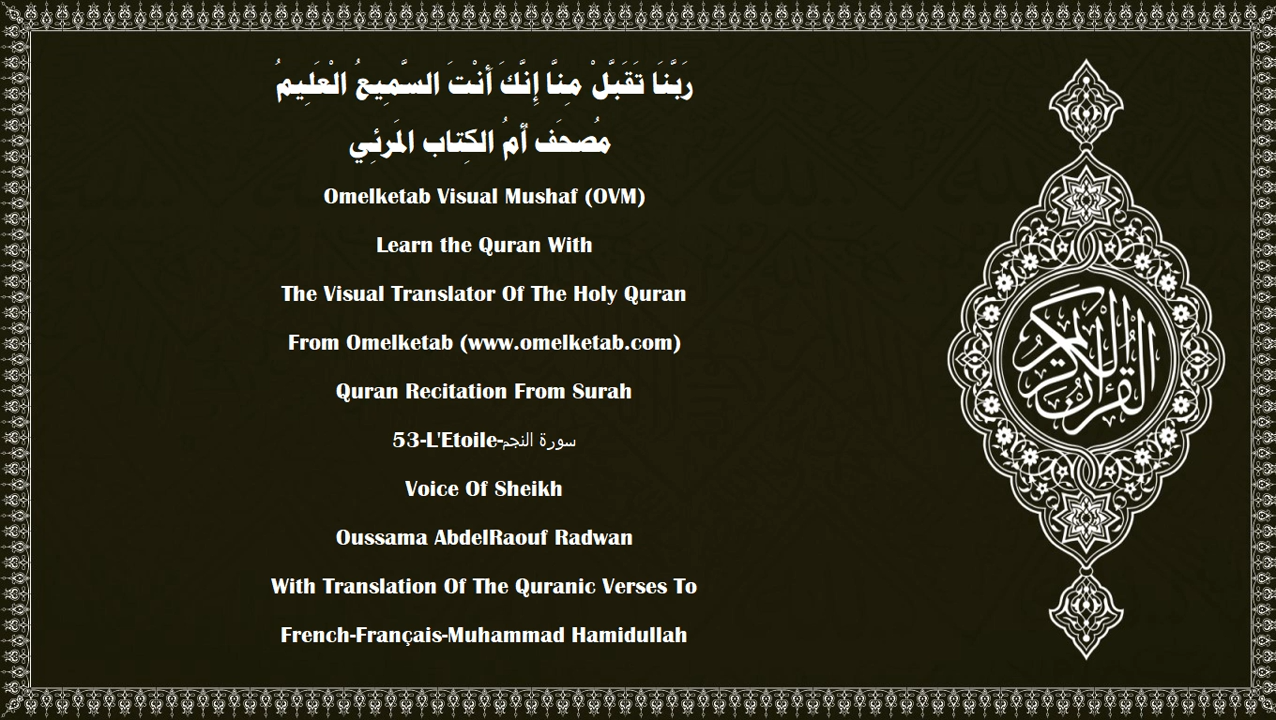 رَبَّنَا تَقَبَّلْ مِنَّا إِنَّكَ أَنْتَ السَّمِيعُ الْعَلِيمُ
مُصحَف أمُ الكِتاب المَرئِي
Omelketab Visual Mushaf (OVM)
Learn the Quran With
The Visual Translator Of The Holy Quran
From Omelketab (www.omelketab.com)
Quran Recitation From Surah
53-L'Etoile-سورة النجم
Voice Of Sheikh
Oussama AbdelRaouf Radwan
With Translation Of The Quranic Verses To
French-Français-Muhammad Hamidullah
القرآن الكريم